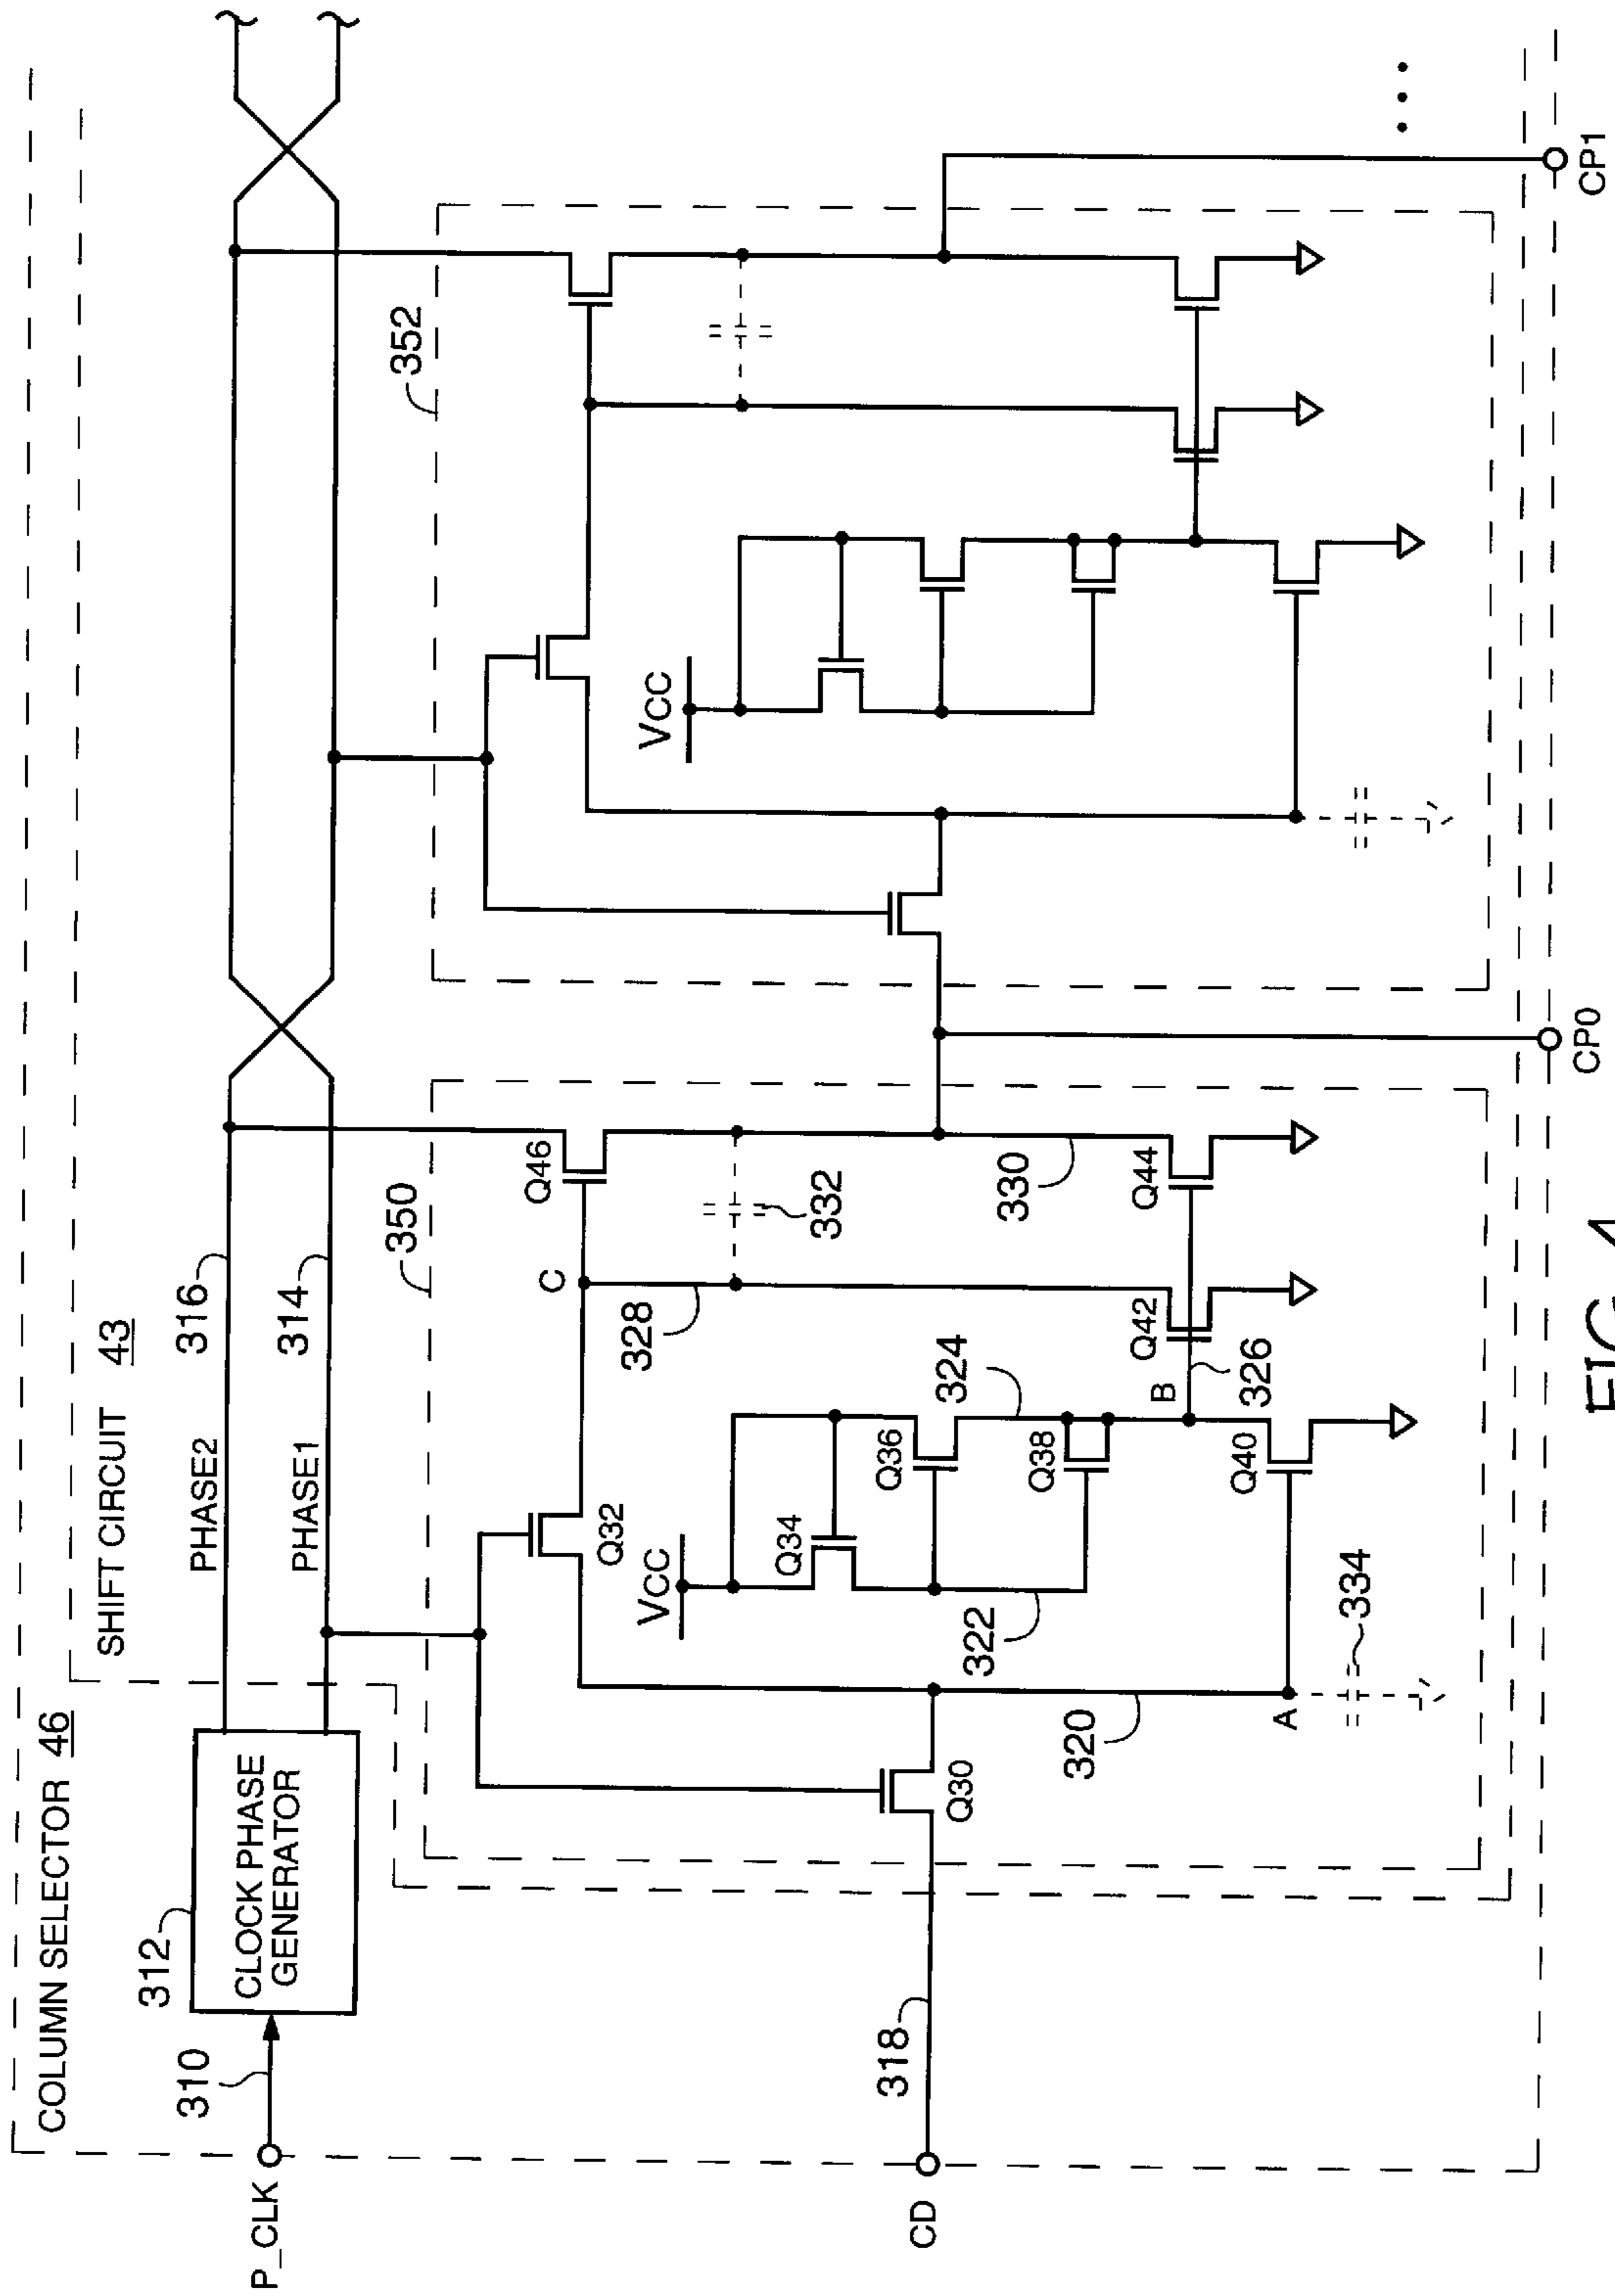 COLUMN SELECTOR 46
SHIFT CIRCUIT 43
P_CLK
310
312
CLOCK PHASE
GENERATOR
PHASE2
316
PHASE1
314
350
352
CD
318
Q30
Q32
C
Q46
VCC
Q34
Q36
322
324
Q38
328
332
320
A
334
Q40
B
326
Q42
330
Q44
VCC
CP0
CP1
FIG. 4